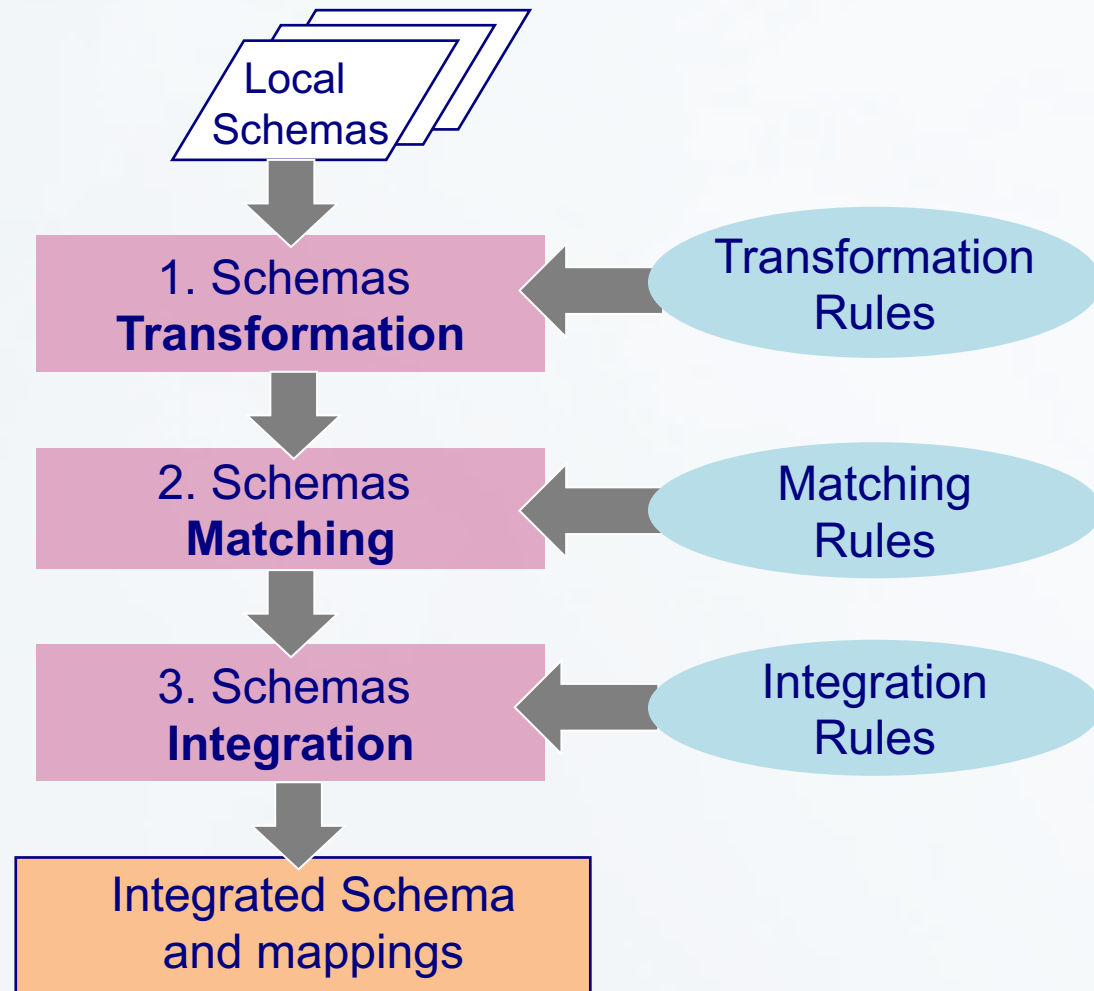 Local
Schemas
1. Schemas
Transformation
Transformation
Rules
2. Schemas
Matching
Matching
Rules
3. Schemas
Integration
Integration
Rules
Integrated Schema
and mappings